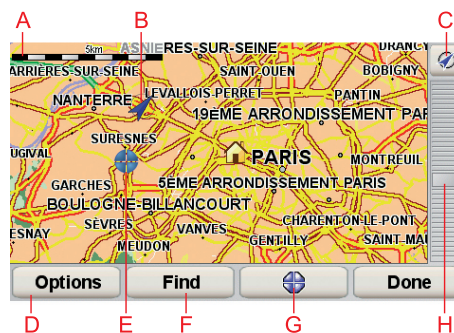 A
B
C
5km
ASNIERES-SUR-SEINE
DRANCY
ARRIERES-SUR-SEINE
SAINT-OUEN
BOBIGNY
NANTERRE
LEVALLOIS-PERRET
PANTIN
19EME ARRONDISSEMENT PAR
SURESNES
UGIVAL
PARIS
MONTREUIL
GARCHES
5EME ARRONDISSEMENT PARIS
BOULOGNE-BILLANCOURT
SÈVRES
CHARENTON-LE-PONT
ESNAY
VANVES
MEUDON
GENTILLY
SAINT-MAU
Options
Find
Done
D
E
F
G
H